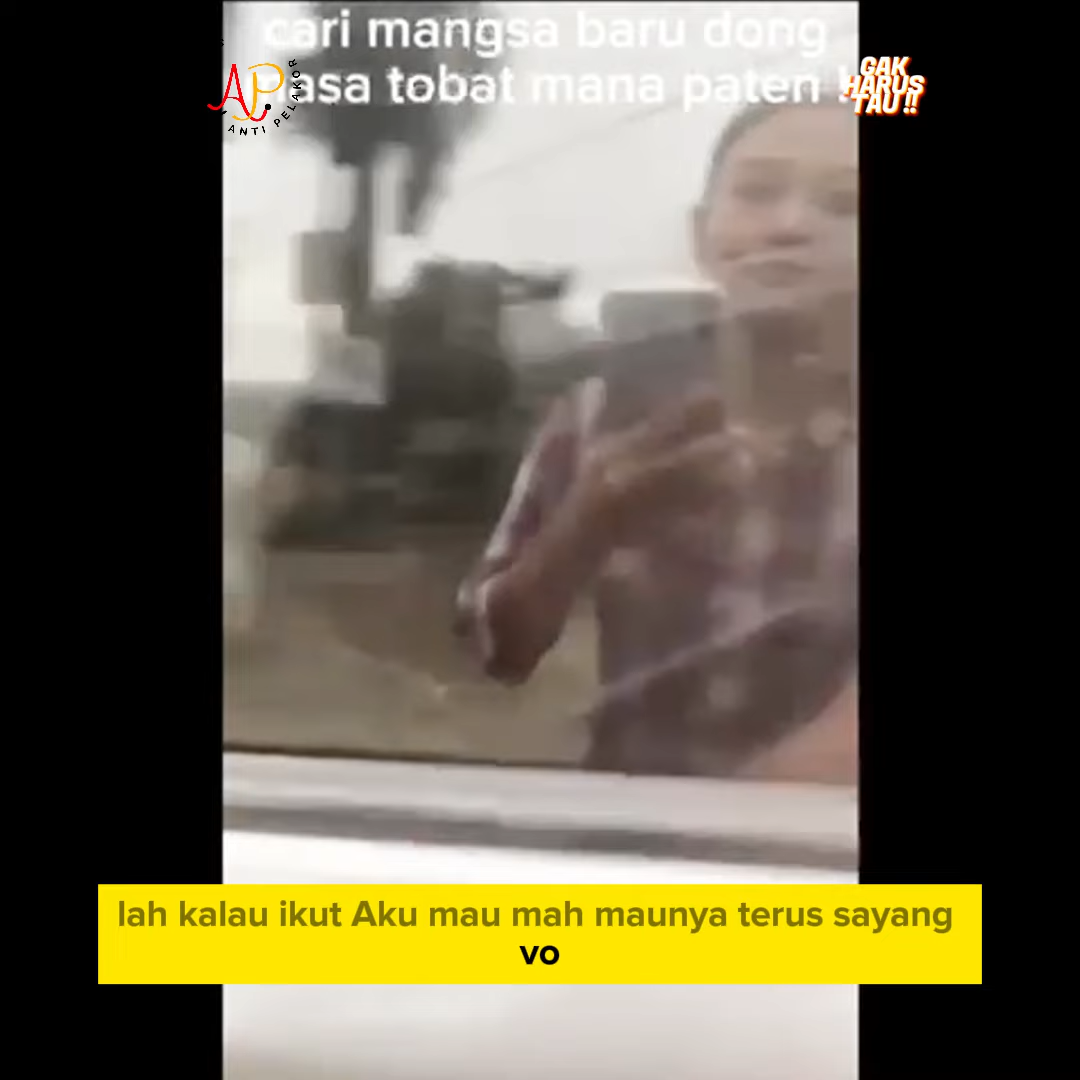 cari mangsa baru dong
masa tobat mana paten !
AP
ANTI PELAKOR
GAK
HARUS
TAU !!
lah kalau ikut Aku mau mah maunya terus sayang
vo